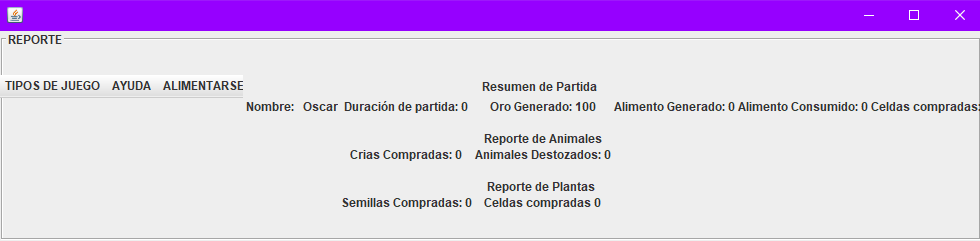 REPORTE
TIPOS DE JUEGO AYUDA ALIMENTARSE
Resumen de Partida
Nombre: Oscar Duración de partida: 0 Oro Generado: 100 Alimento Generado: 0 Alimento Consumido: 0 Celdas compradas:
Reporte de Animales
Crias Compradas: 0 Animales Destozados: 0
Reporte de Plantas
Semillas Compradas: 0 Celdas compradas 0